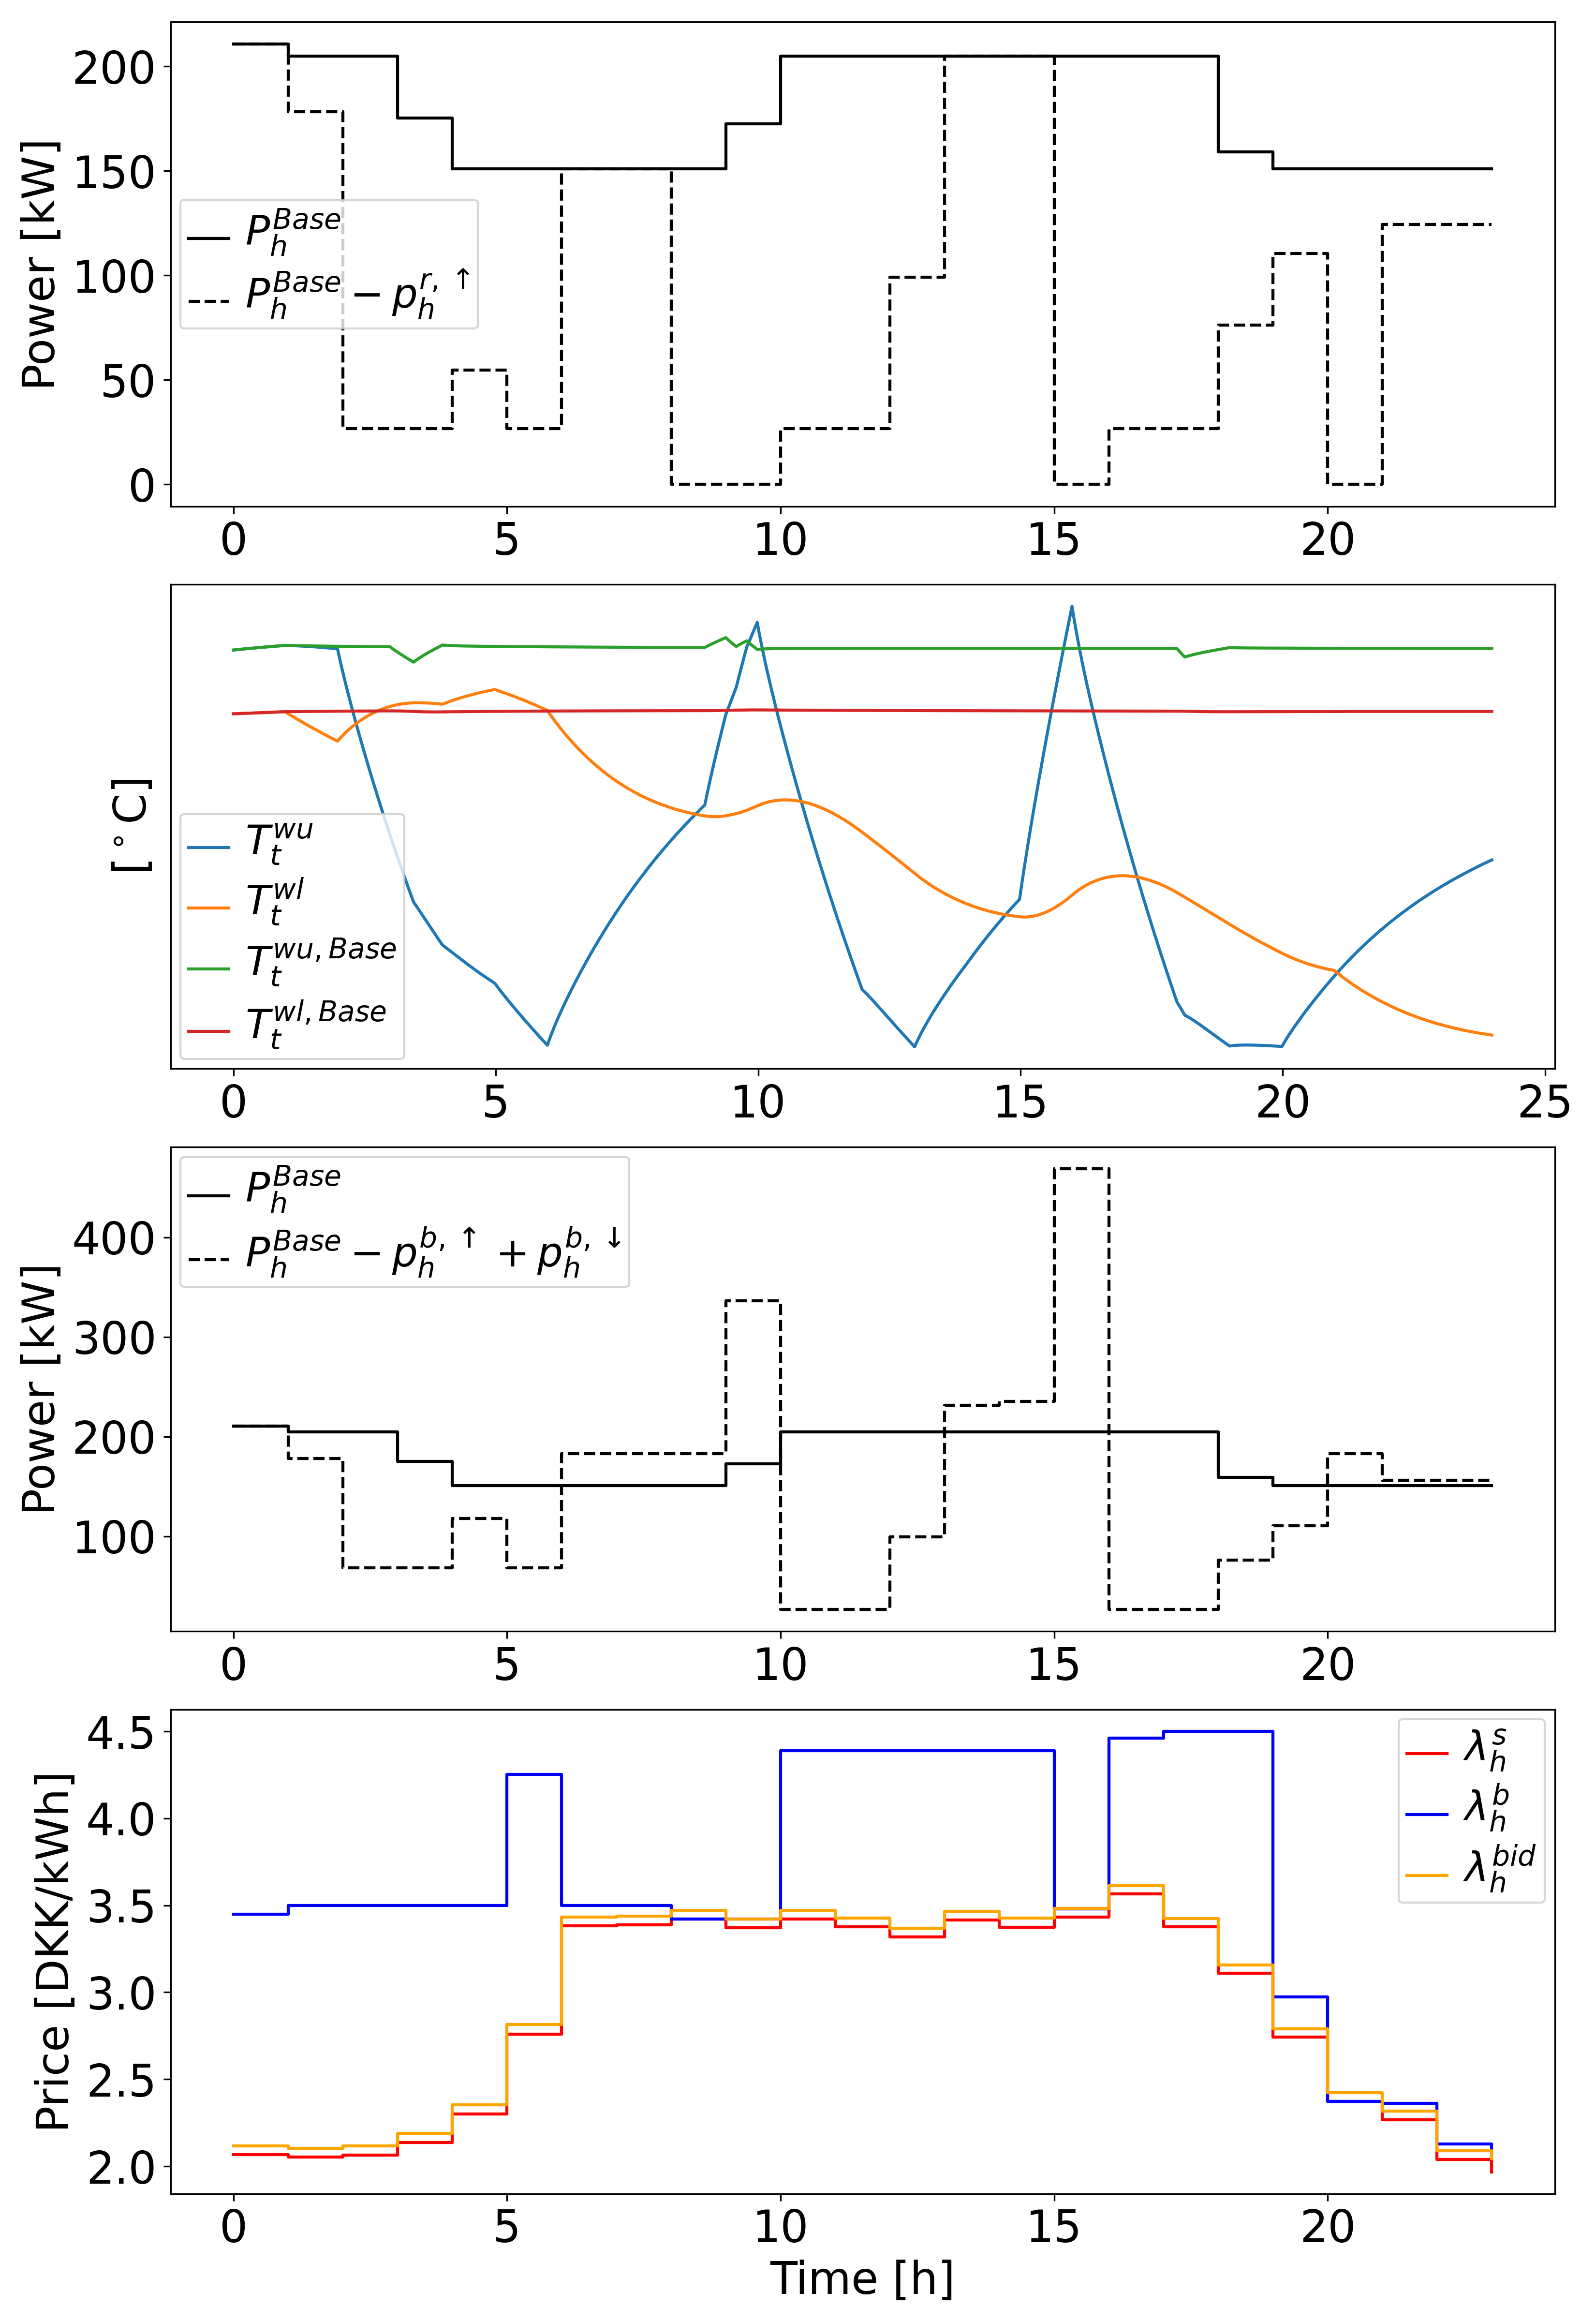 200
150
100
50
0
Power [kW]
P_h^{Base}
P_h^{Base} − p_h^{r, ↑}
0 5 10 15 20
[°C]
T_t^{wu}
T_t^{wl}
T_t^{wu, Base}
T_t^{wl, Base}
0 5 10 15 20 25
P_h^{Base}
P_h^{Base} − p_h^{b, ↑} + p_h^{b, ↓}
400
300
200
100
Power [kW]
0 5 10 15 20
4.5
4.0
3.5
3.0
2.5
2.0
Price [DKK/kWh]
λ_h^s
λ_h^b
λ_h^{bid}
0 5 10 15 20
Time [h]